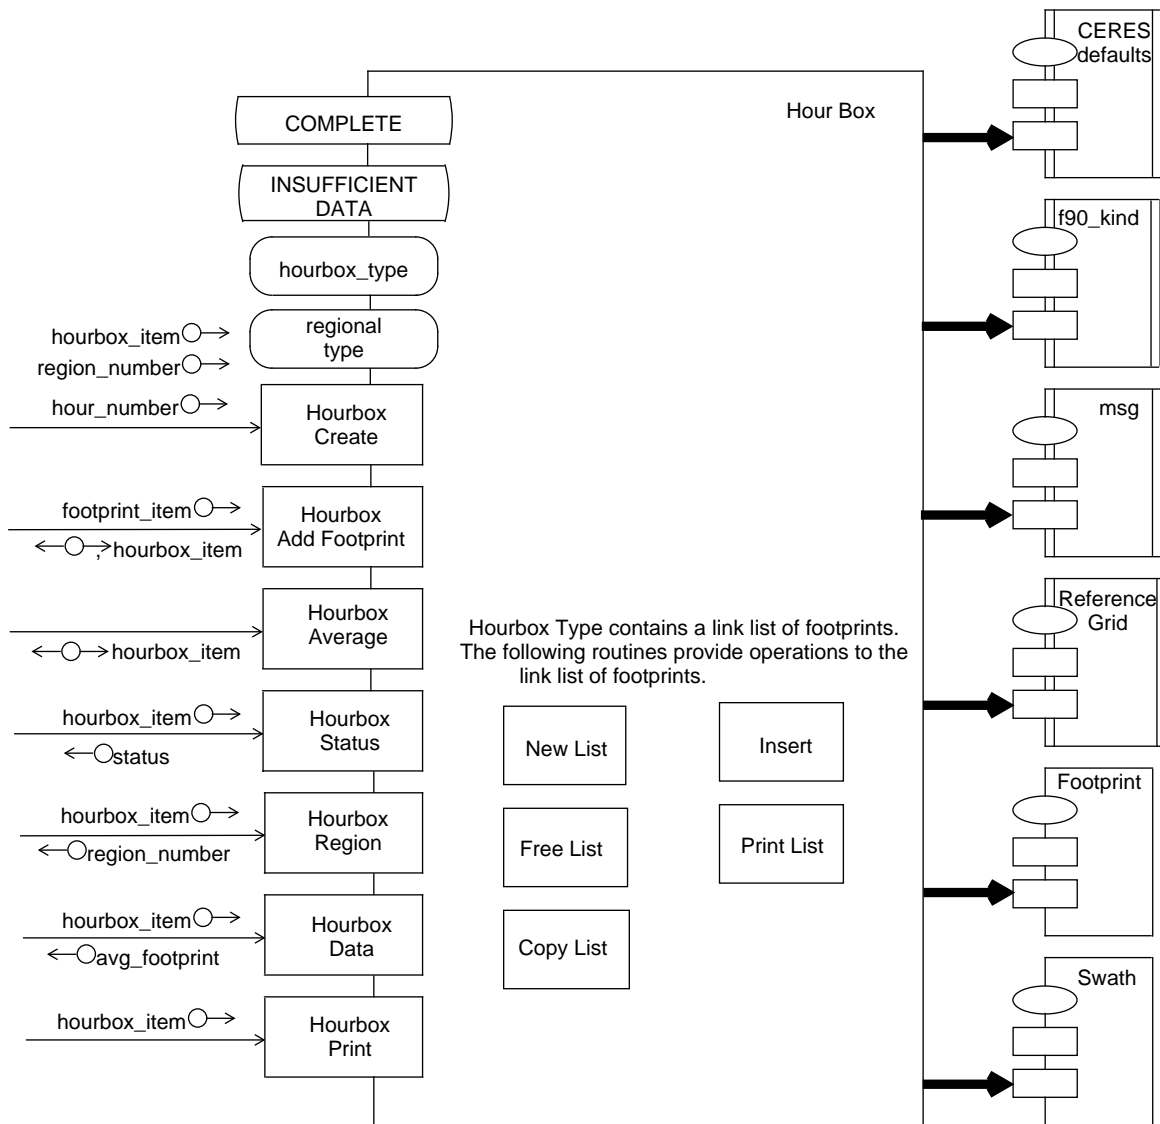 CERES
defaults
Hour Box
COMPLETE
INSUFFICIENT
DATA
f90_kind
hourbox_type
regional
type
hourbox_item
region_number
hour_number
Hourbox
Create
msg
footprint_item
Hourbox
Add Footprint
, hourbox_item
Reference
Grid
Hourbox
Average
hourbox_item
Hourbox Type contains a link list of footprints.
The following routines provide operations to the
link list of footprints.
hourbox_item
Hourbox
Status
status
New List
Insert
Footprint
hourbox_item
Hourbox
Region
region_number
Free List
Print List
hourbox_item
Hourbox
Data
avg_footprint
Copy List
Swath
hourbox_item
Hourbox
Print